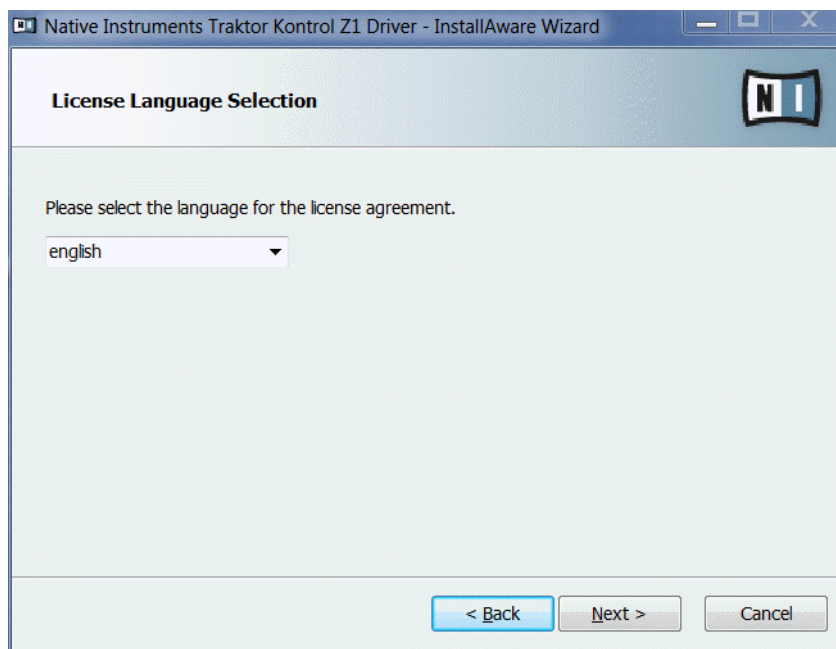 Native Instruments Traktor Kontrol Z1 Driver - InstallAware Wizard
License Language Selection
N I
Please select the language for the license agreement.
english
< Back Next > Cancel